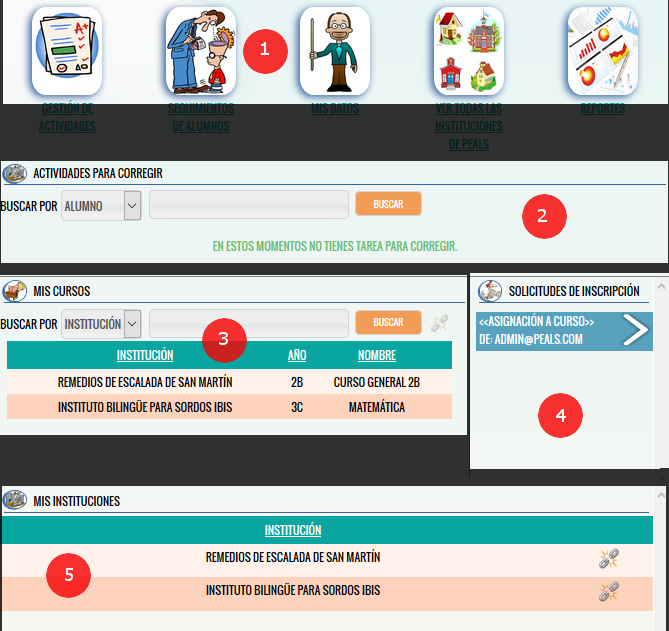 1
GESTIÓN DE
ACTIVIDADES
SEGUIMIENTOS
DE ALUMNOS
MIS DATOS
VER TODAS LAS
INSTITUCIÓNES
DE PEALS
REPORTES
ACTIVIDADES PARA CORREGIR
BUSCAR POR ALUMNO BUSCAR
2
EN ESTOS MOMENTOS NO TIENES TAREA PARA CORREGIR.
MIS CURSOS
BUSCAR POR INSTITUCIÓN BUSCAR
3
INSTITUCIÓN AÑO NOMBRE
REMEDIOS DE ESCALADA DE SAN MARTÍN 2B CURSO GENERAL 2B
INSTITUTO BILINGÜE PARA SORDOS IBIS 3C MATEMÁTICA
SOLICITUDES DE INSCRIPCIÓN
<<ASIGNACIÓN A CURSO>>
DE: ADMIN@PEALS.COM
4
MIS INSTITUCIONES
INSTITUCIÓN
REMEDIOS DE ESCALADA DE SAN MARTÍN
5
INSTITUTO BILINGÜE PARA SORDOS IBIS